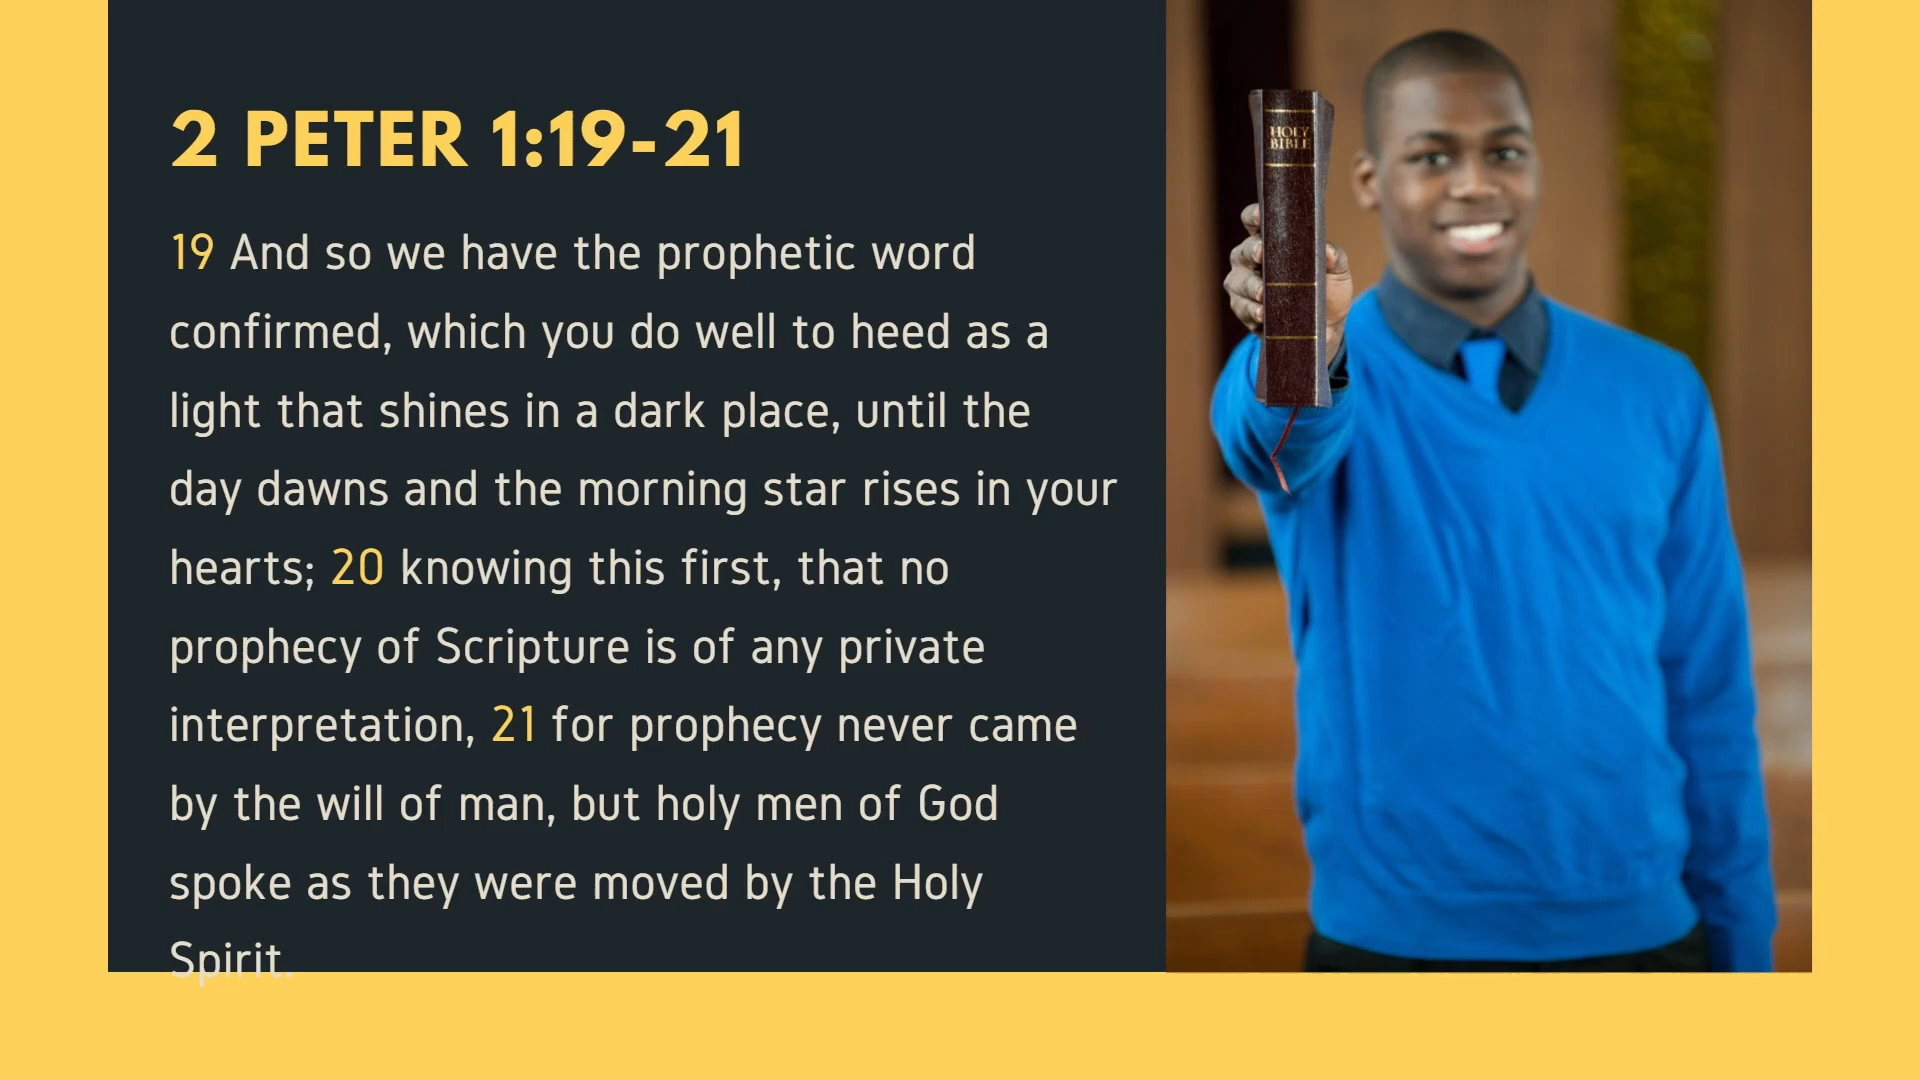 2 PETER 1:19-21
19 And so we have the prophetic word
confirmed, which you do well to heed as a
light that shines in a dark place, until the
day dawns and the morning star rises in your
hearts; 20 knowing this first, that no
prophecy of Scripture is of any private
interpretation, 21 for prophecy never came
by the will of man, but holy men of God
spoke as they were moved by the Holy
Spirit.
HOLY
BIBLE